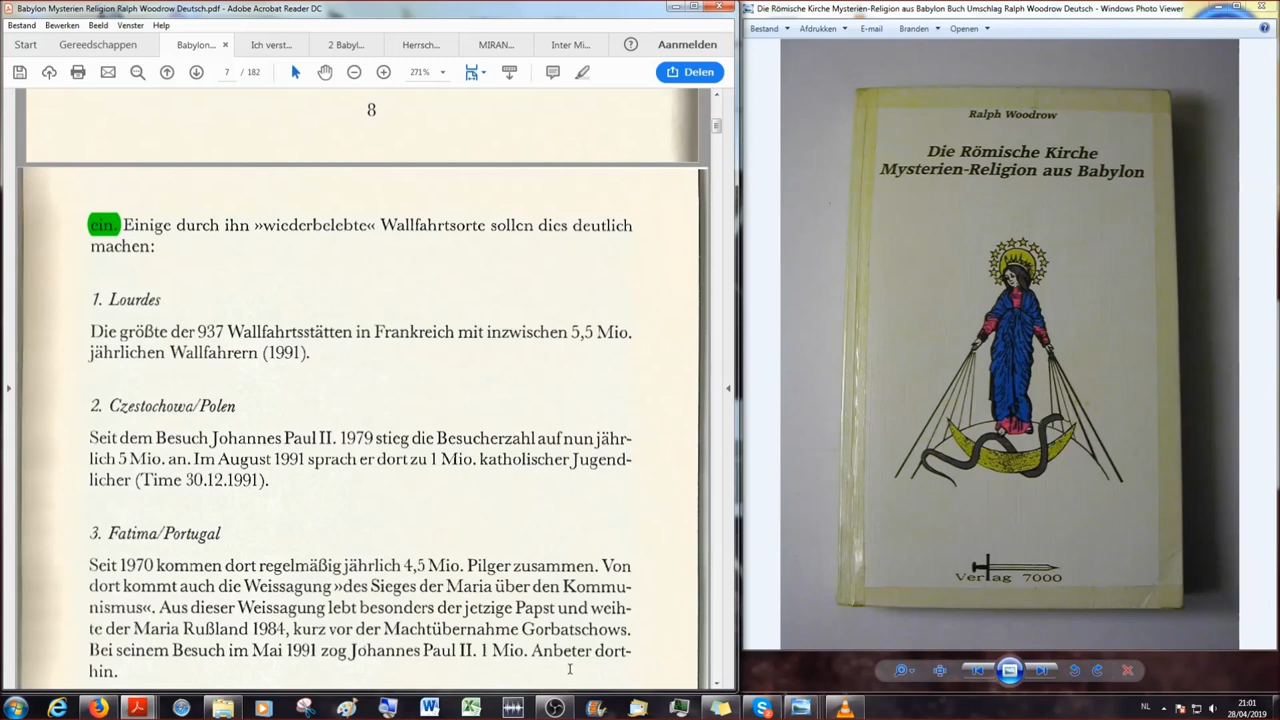 Babylon Mysteries Religion Ralph Woodrow Deutsch.pdf - Adobe Acrobat Reader DC
Bestand Bewerken Beeld Venster Help
Start Gereedschappen Babylon... × Ich verst... 2 Babyl... Herrsch... MIRAN... Inter Mi... Aanmelden
7 / 182 271% Delen
8
ein. Einige durch ihn »wiederbelebte« Wallfahrtsorte sollen dies deutlich
machen:
1. Lourdes
Die größte der 937 Wallfahrtsstätten in Frankreich mit inzwischen 5,5 Mio.
jährlichen Wallfahrern (1991).
2. Czestochowa/Polen
Seit dem Besuch Johannes Paul II. 1979 stieg die Besucherzahl auf nun jähr-
lich 5 Mio. an. Im August 1991 sprach er dort zu 1 Mio. katholischer Jugend-
licher (Time 30.12.1991).
3. Fatima/Portugal
Seit 1970 kommen dort regelmäßig jährlich 4,5 Mio. Pilger zusammen. Von
dort kommt auch die Weissagung »des Sieges der Maria über den Kommu-
nismus«. Aus dieser Weissagung lebt besonders der jetzige Papst und weih-
te der Maria Rußland 1984, kurz vor der Machtübernahme Gorbatschows.
Bei seinem Besuch im Mai 1991 zog Johannes Paul II. 1 Mio. Anbeter dort-
hin.
Die Römische Kirche Mysterien-Religion aus Babylon Buch Umschlag Ralph Woodrow Deutsch - Windows Photo Viewer
Bestand Afdrukken E-mail Branden Openen
Ralph Woodrow
Die Römische Kirche
Mysterien-Religion aus Babylon
Verlag 7000
NL 21:01
28/04/2019